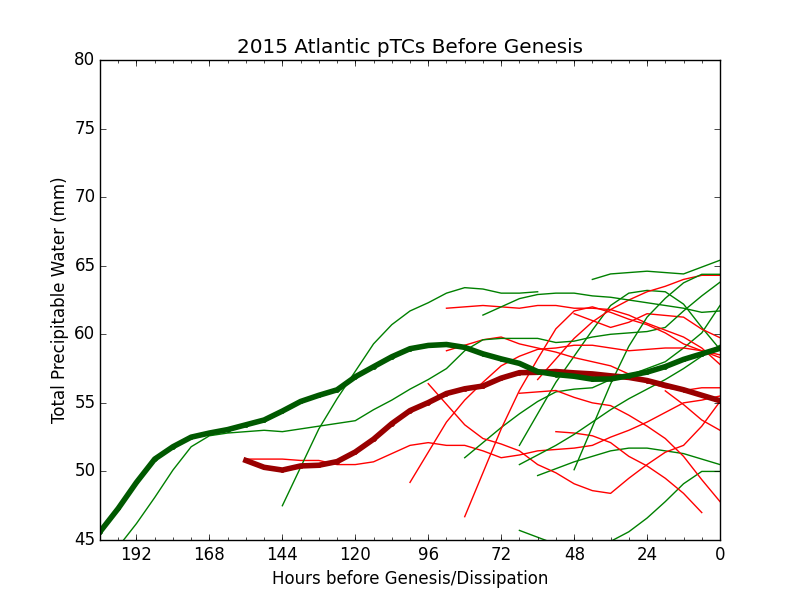 2015 Atlantic pTCs Before Genesis
80
75
70
65
60
55
50
45
Total Precipitable Water (mm)
192 168 144 120 96 72 48 24 0
Hours before Genesis/Dissipation